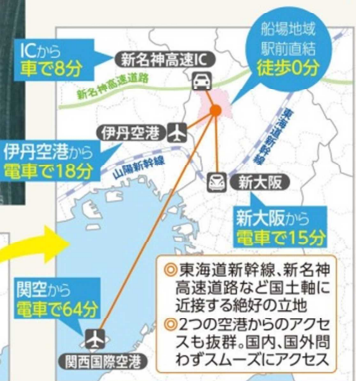 船場地域
駅前直結
徒歩0分
ICから
車で8分
新名神高速IC
新名神高速道路
伊丹空港
東海道新幹線
伊丹空港から
電車で18分
山陽新幹線
新大阪
新大阪から
電車で15分
関空から
電車で64分
関西国際空港
◎東海道新幹線、新名神
高速道路など国土軸に
近接する絶好の立地
◎2つの空港からのアクセ
スも抜群。国内、国外問
わずスムーズにアクセス